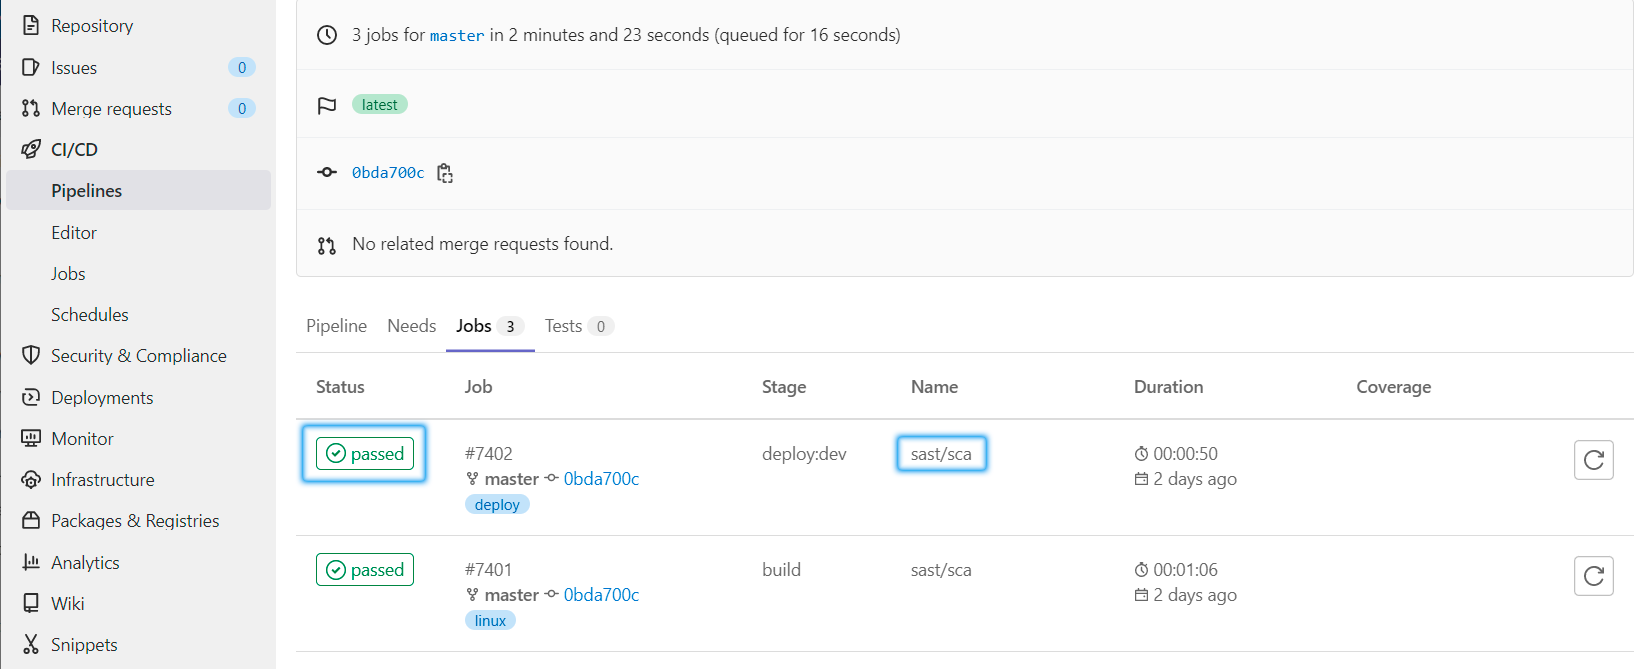 Repository
Issues 0
Merge requests 0
CI/CD
Pipelines
Editor
Jobs
Schedules
Security & Compliance
Deployments
Monitor
Infrastructure
Packages & Registries
Analytics
Wiki
Snippets
3 jobs for master in 2 minutes and 23 seconds (queued for 16 seconds)
latest
0bda700c
No related merge requests found.
Pipeline Needs Jobs 3 Tests 0
Status Job Stage Name Duration Coverage
passed #7402 deploy:dev sast/sca 00:00:50
master 0bda700c 2 days ago
deploy
passed #7401 build sast/sca 00:01:06
master 0bda700c 2 days ago
linux